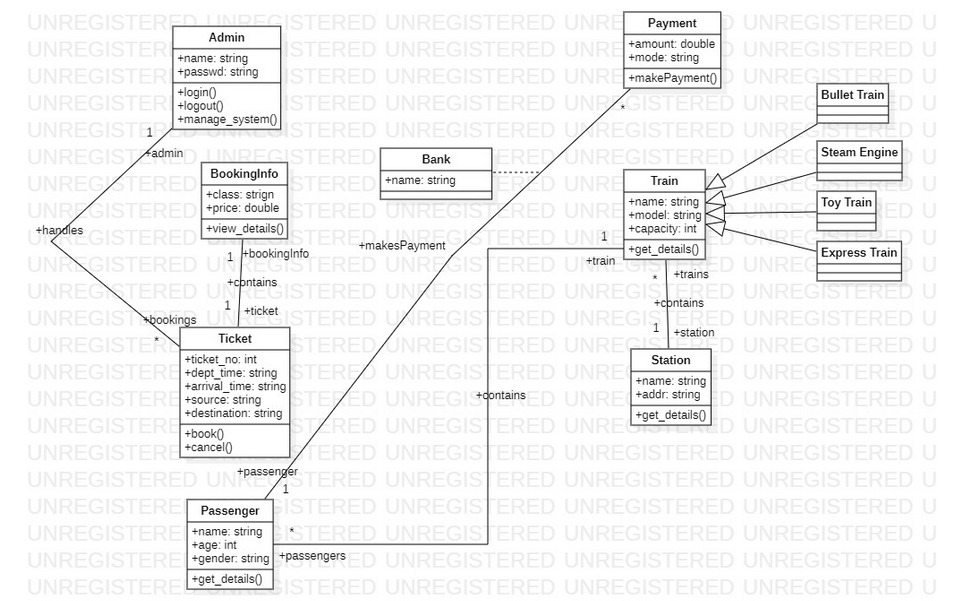 Admin
+name: string
+passwd: string
+login()
+logout()
+manage_system()
1
+admin
+handles
+bookings
*
BookingInfo
+class: strign
+price: double
+view_details()
1
+bookingInfo
+contains
1
+ticket
Ticket
+ticket_no: int
+dept_time: string
+arrival_time: string
+source: string
+destination: string
+book()
+cancel()
+passenger
1
Passenger
+name: string
+age: int
+gender: string
+get_details()
*
+passengers
Bank
+name: string
+makesPayment
Payment
+amount: double
+mode: string
+makePayment()
*
Train
+name: string
+model: string
+capacity: int
+get_details()
1
+train
+contains
*
+trains
+contains
1
+station
Station
+name: string
+addr: string
+get_details()
Bullet Train
Steam Engine
Toy Train
Express Train
UNREGISTERED UNREGISTERED UNREGISTERED UNREGISTERED UNREGISTERED U